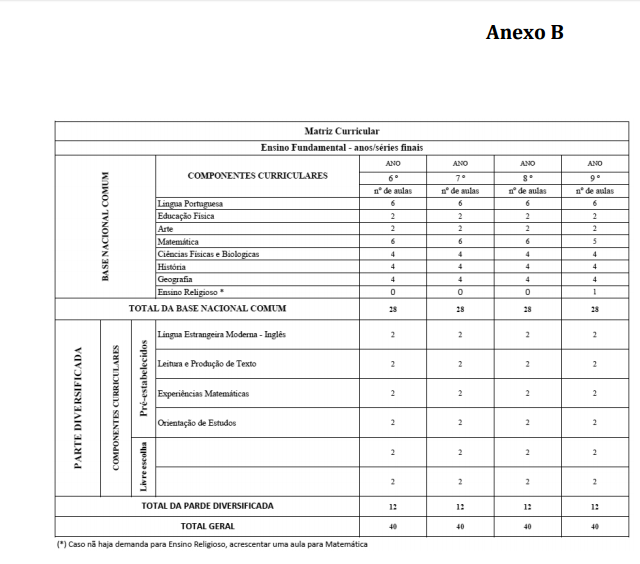 Anexo B
Matriz Curricular
Ensino Fundamental - anos/séries finais
BASE NACIONAL COMUM
COMPONENTES CURRICULARES
ANO ANO ANO ANO
6º 7º 8º 9º
nº de aulas nº de aulas nº de aulas nº de aulas
Lingua Portuguesa 6 6 6 6
Educação Física 2 2 2 2
Arte 2 2 2 2
Matemática 6 6 6 5
Ciências Físicas e Biologicas 4 4 4 4
História 4 4 4 4
Geografia 4 4 4 4
Ensino Religioso * 0 0 0 1
TOTAL DA BASE NACIONAL COMUM 28 28 28 28
PARTE DIVERSIFICADA
COMPONENTES CURRICULARES
Pré-estabelecidos
Língua Estrangeira Moderna - Inglês 2 2 2 2
Leitura e Produção de Texto 2 2 2 2
Experiências Matemáticas 2 2 2 2
Orientação de Estudos 2 2 2 2
Livre escolha
2 2 2 2
2 2 2 2
TOTAL DA PARDE DIVERSIFICADA 12 12 12 12
TOTAL GERAL 40 40 40 40
(*) Caso nã haja demanda para Ensino Religioso, acrescentar uma aula para Matemática